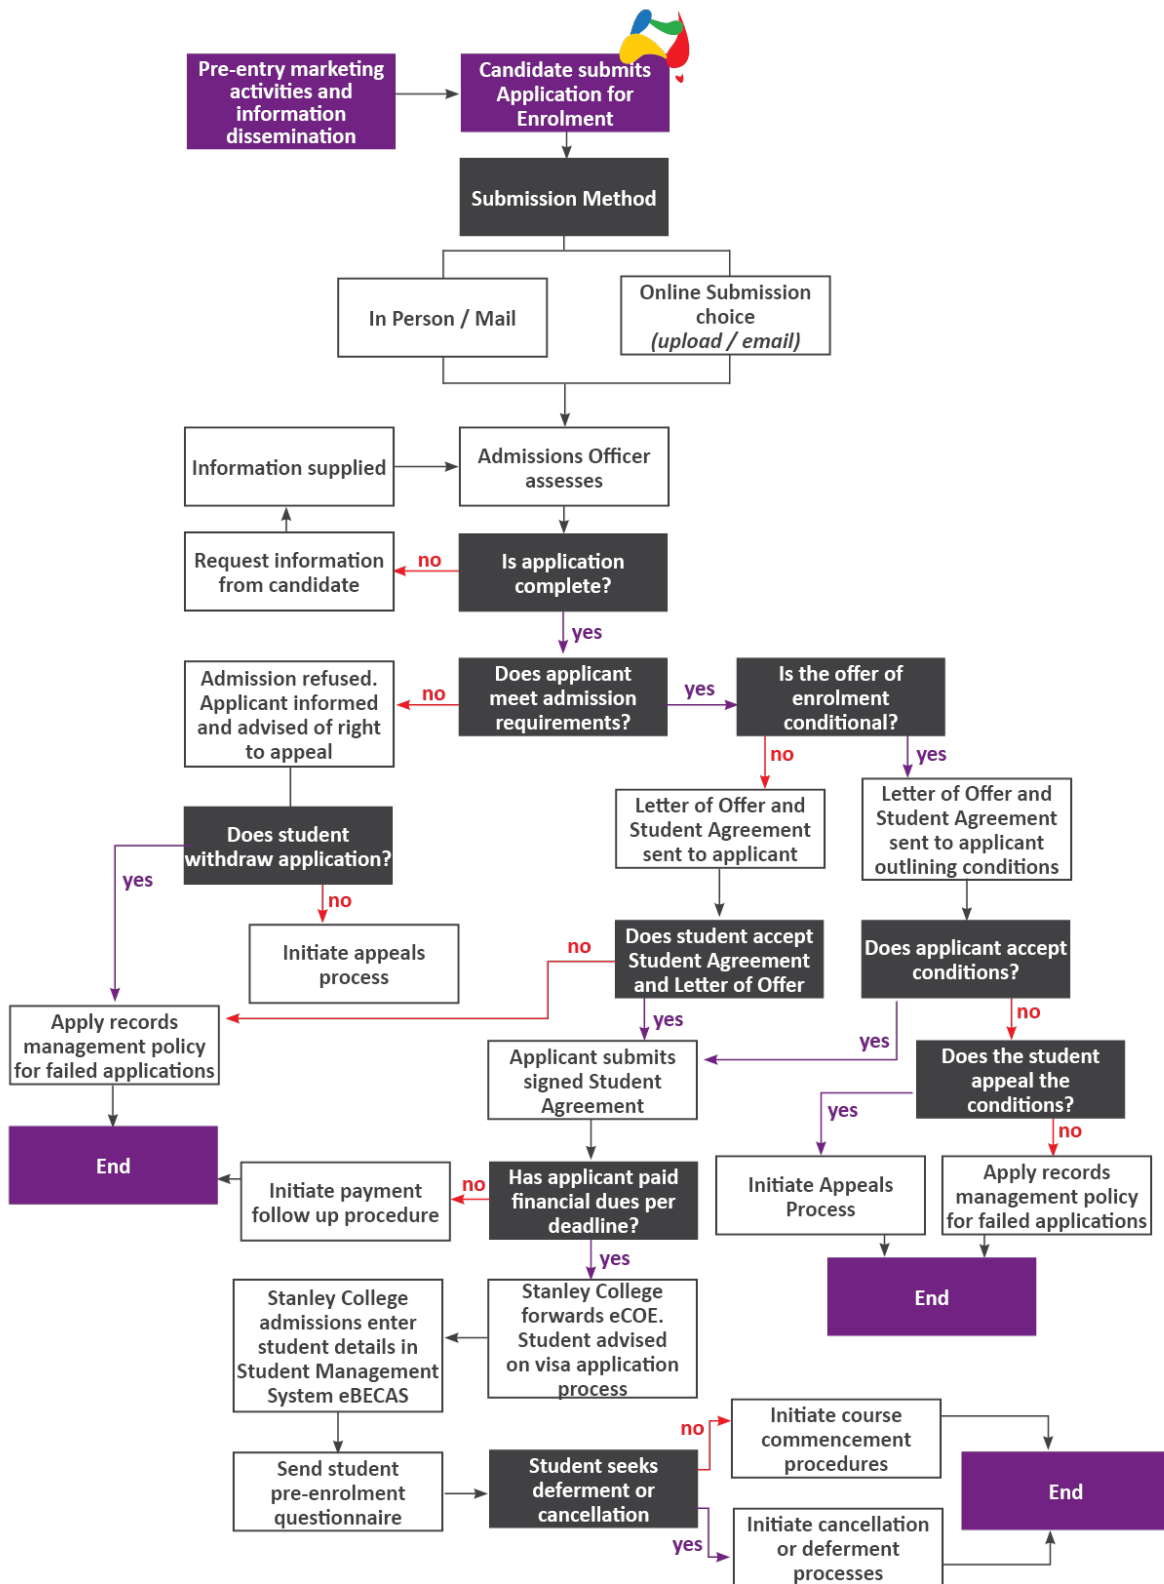 Pre-entry marketing
activities and
information
dissemination
Candidate submits
Application for
Enrolment
Submission Method
In Person / Mail
Online Submission
choice
(upload / email)
Information supplied
Admissions Officer
assesses
Request information
from candidate
no
Is application
complete?
yes
Admission refused.
Applicant informed
and advised of right
to appeal
no
Does applicant
meet admission
requirements?
yes
Is the offer of
enrolment
conditional?
no
yes
Letter of Offer and
Student Agreement
sent to applicant
Letter of Offer and
Student Agreement
sent to applicant
outlining conditions
Does student
withdraw application?
yes
no
Initiate appeals
process
no
Does student accept
Student Agreement
and Letter of Offer
Does applicant accept
conditions?
yes
yes
no
Apply records
management policy
for failed applications
Applicant submits
signed Student
Agreement
Does the student
appeal the
conditions?
yes
no
End
Initiate payment
follow up procedure
no
Has applicant paid
financial dues per
deadline?
yes
Initiate Appeals
Process
Apply records
management policy
for failed applications
End
Stanley College
admissions enter
student details in
Student Management
System eBECAS
Stanley College
forwards eCOE.
Student advised
on visa application
process
Send student
pre-enrolment
questionnaire
Student seeks
deferment or
cancellation
no
Initiate course
commencement
procedures
yes
Initiate cancellation
or deferment
processes
End